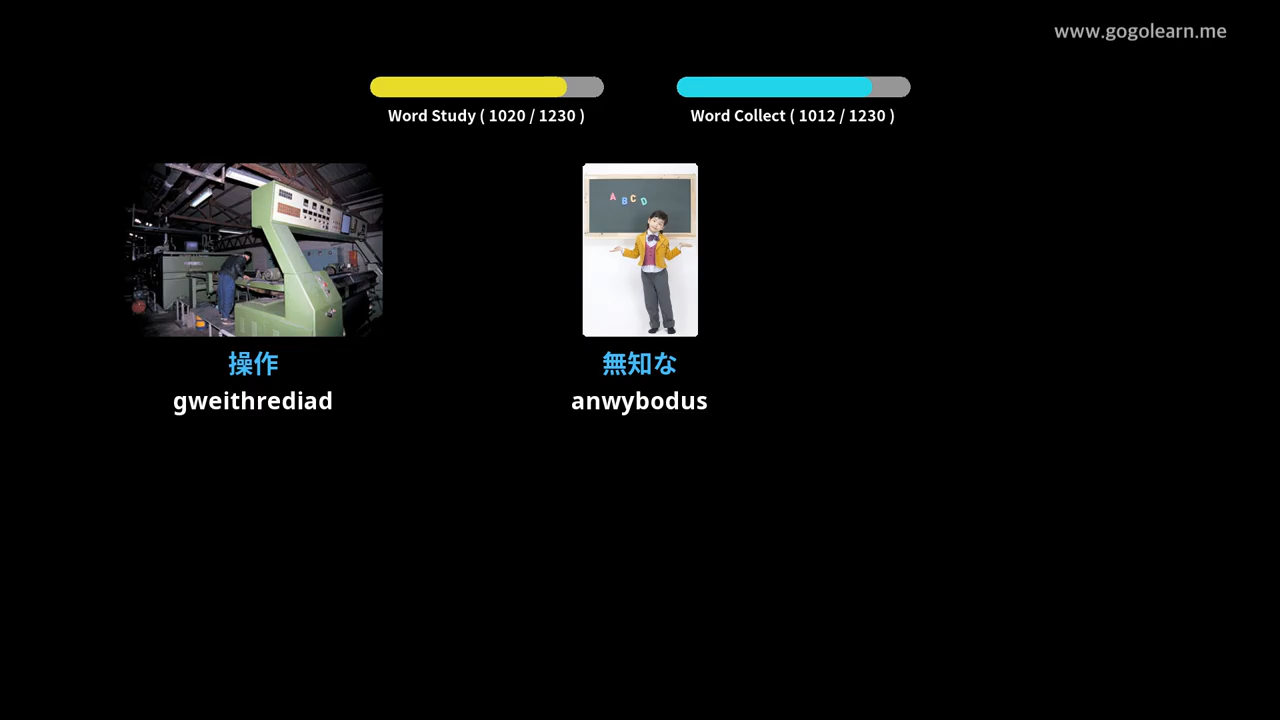 www.gogolearn.me
Word Study ( 1020 / 1230 )
Word Collect ( 1012 / 1230 )
A B C D
操作
gweithrediad
無知な
anwybodus